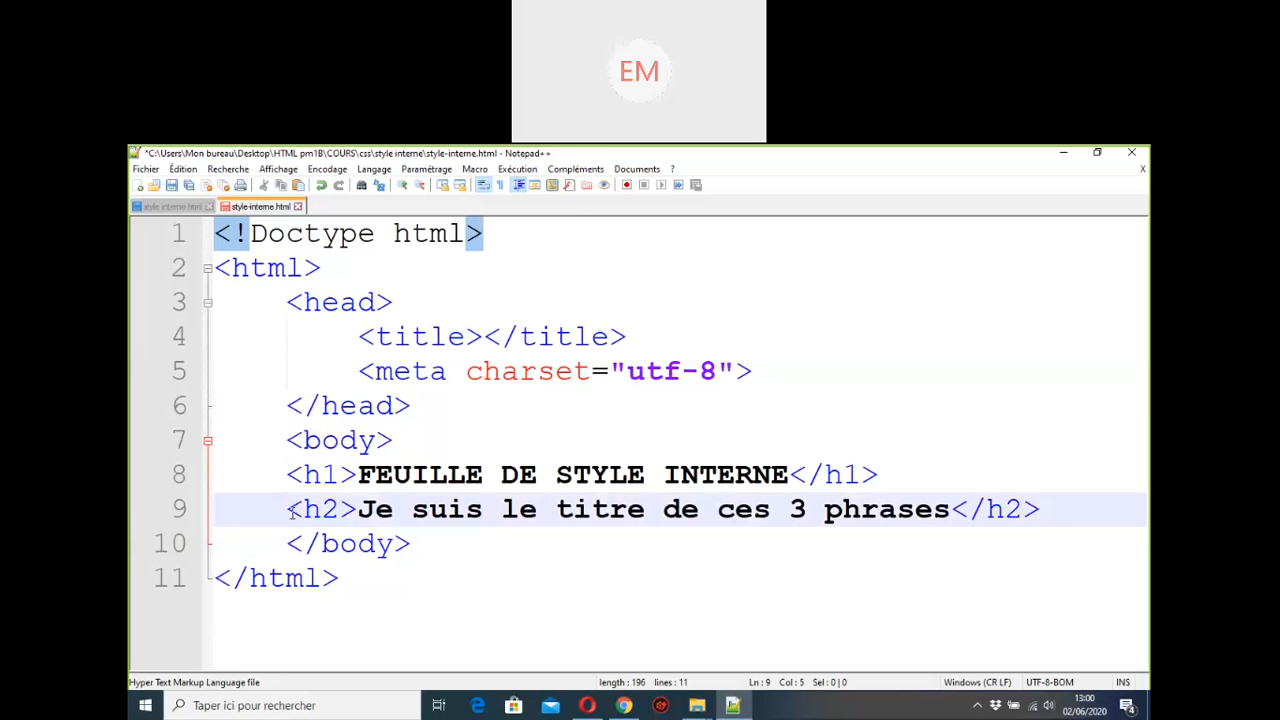 EM
*C:\Users\Mon bureau\Desktop\HTML pm1B\COURS\css\style interne\style-interne.html - Notepad++
Fichier Édition Recherche Affichage Encodage Langage Paramétrage Macro Exécution Compléments Documents ? X
style interne.html style-interne.html
1 <!Doctype html>
2 <html>
3 <head>
4 <title></title>
5 <meta charset="utf-8">
6 </head>
7 <body>
8 <h1>FEUILLE DE STYLE INTERNE</h1>
9 <h2>Je suis le titre de ces 3 phrases</h2>
10 </body>
11 </html>
Hyper Text Markup Language file length : 196 lines : 11 Ln : 9 Col : 5 Sel : 0 | 0 Windows (CR LF) UTF-8-BOM INS
Taper ici pour rechercher 13:00
02/06/2020 4